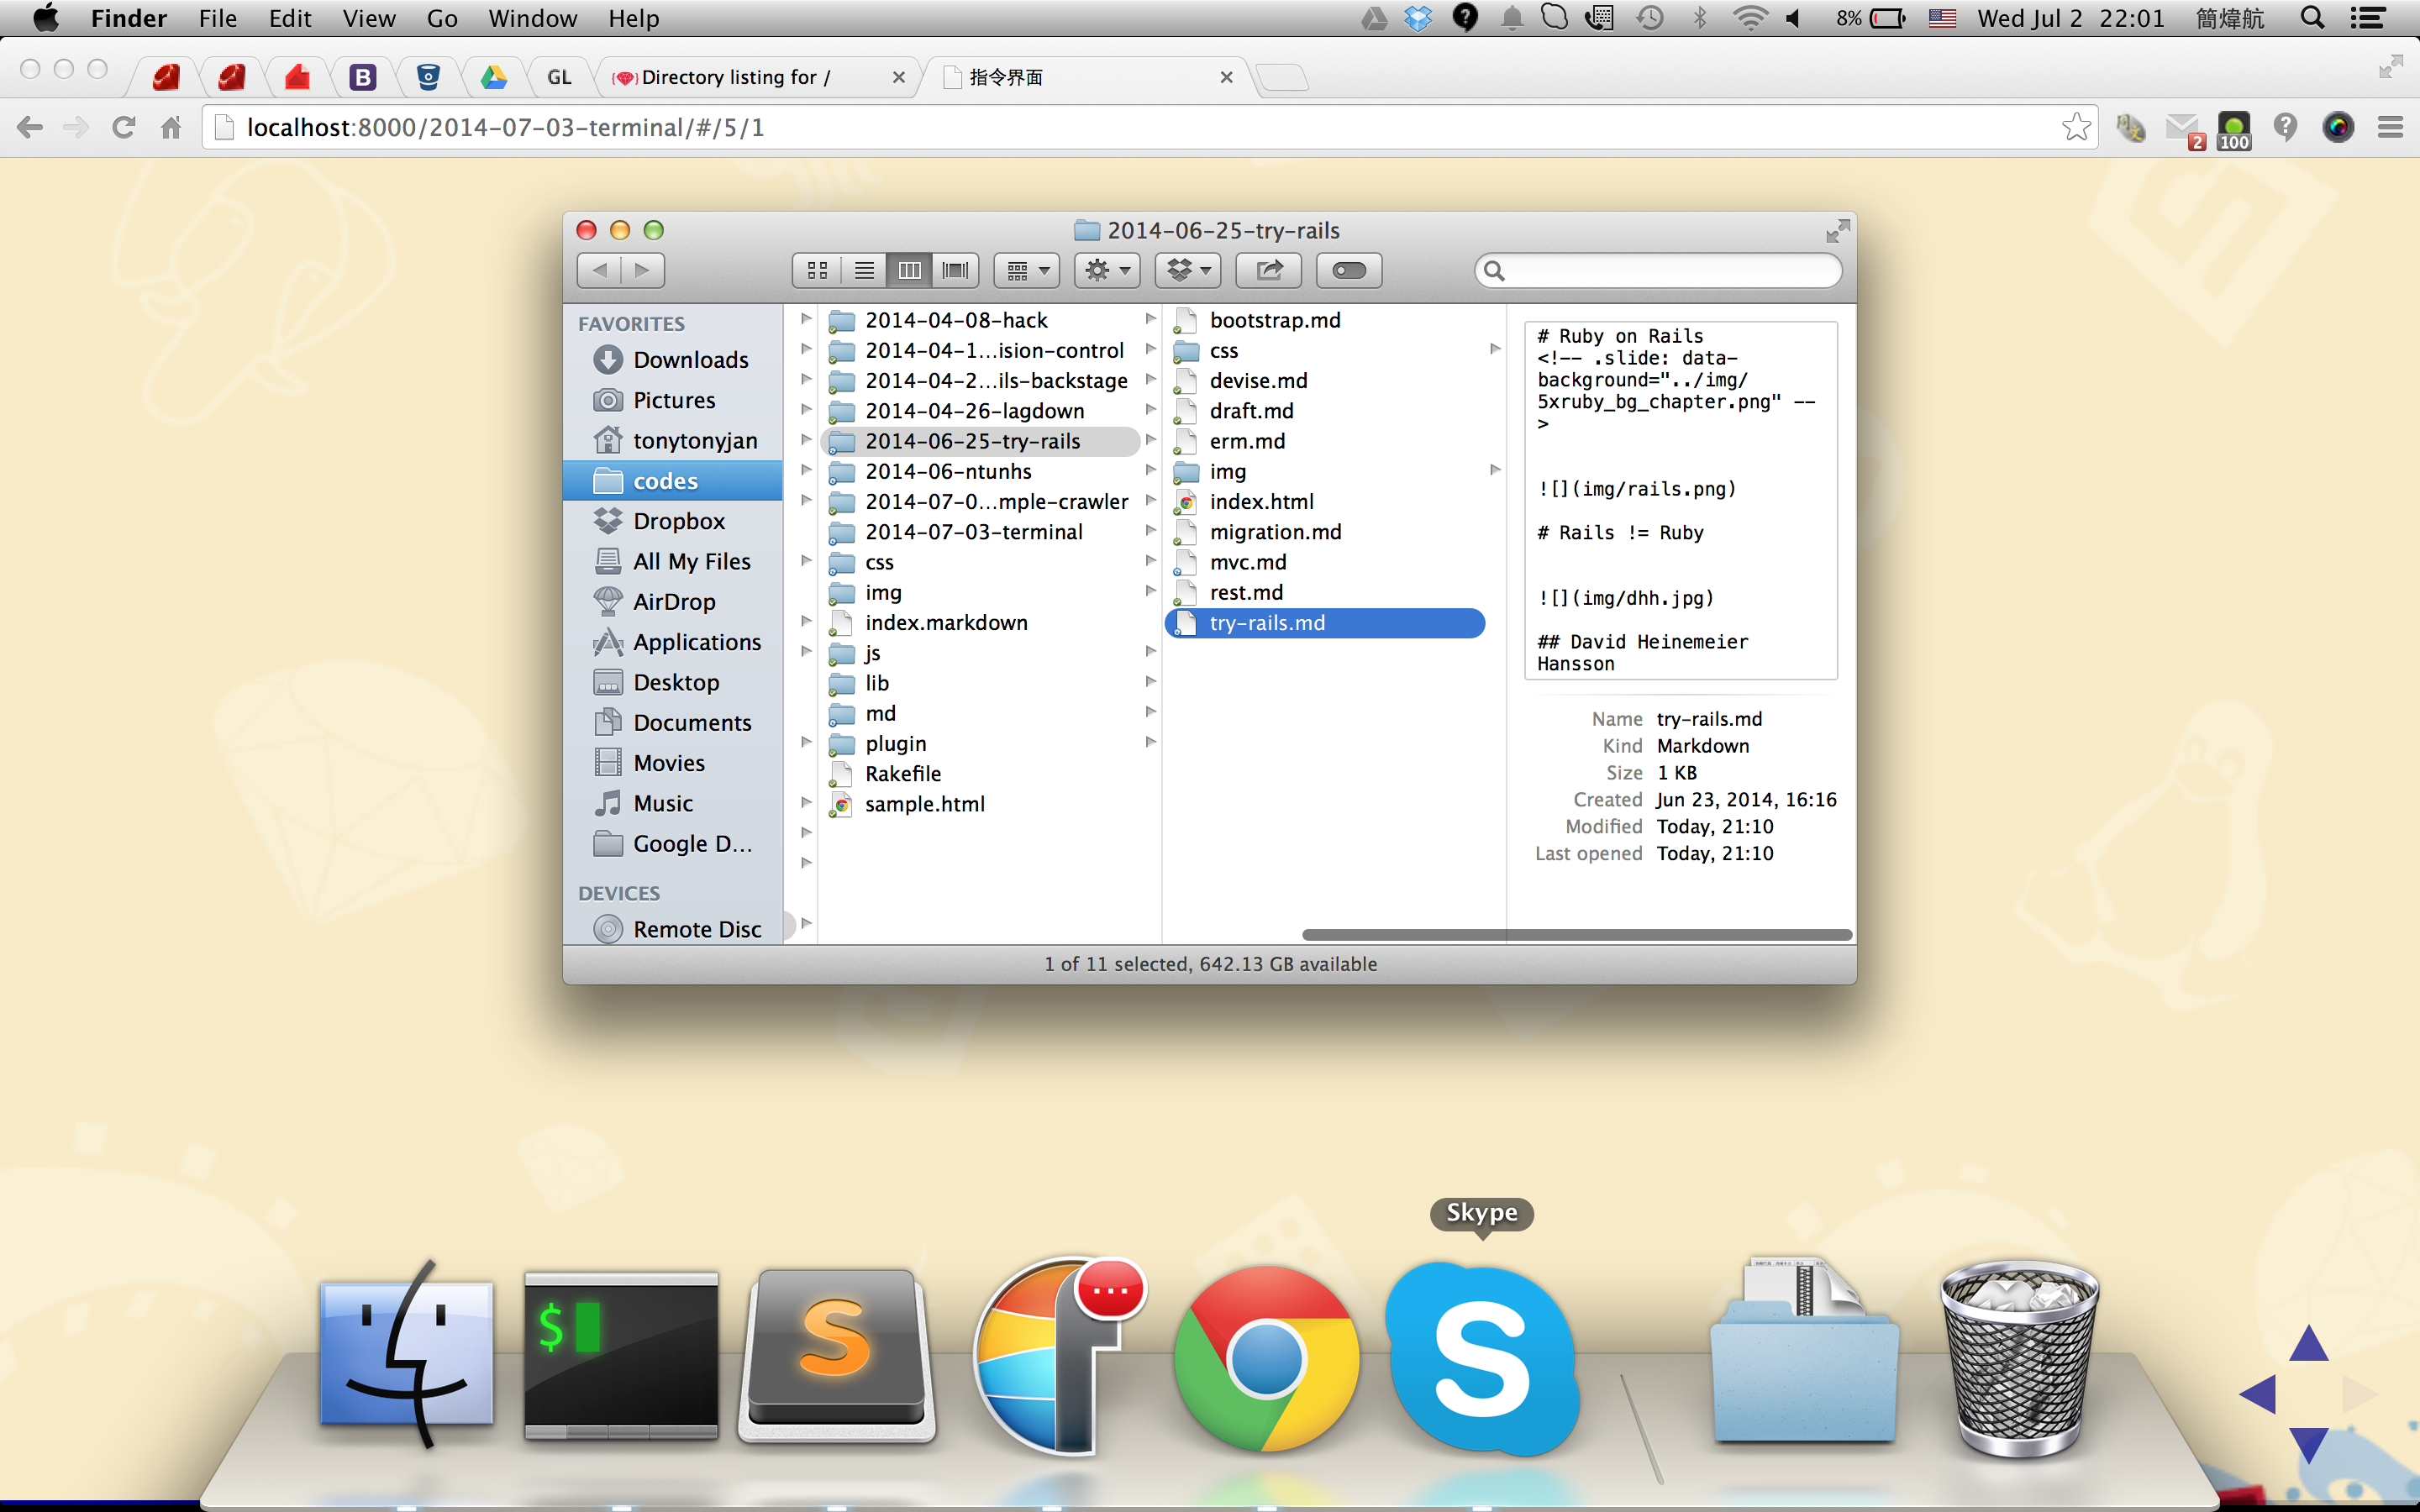 Finder File Edit View Go Window Help 8% Wed Jul 2 22:01 簡煒航
GL Directory listing for / 指令界面
localhost:8000/2014-07-03-terminal/#/5/1
2
100
2014-06-25-try-rails
FAVORITES
Downloads
Pictures
tonytonyjan
codes
Dropbox
All My Files
AirDrop
Applications
Desktop
Documents
Movies
Music
Google D…
DEVICES
Remote Disc
2014-04-08-hack
2014-04-1…ision-control
2014-04-2…ils-backstage
2014-04-26-lagdown
2014-06-25-try-rails
2014-06-ntunhs
2014-07-0…mple-crawler
2014-07-03-terminal
css
img
index.markdown
js
lib
md
plugin
Rakefile
sample.html
bootstrap.md
css
devise.md
draft.md
erm.md
img
index.html
migration.md
mvc.md
rest.md
try-rails.md
# Ruby on Rails
<!-- .slide: data-
background="../img/
5xruby_bg_chapter.png" --
>
![](img/rails.png)
# Rails != Ruby
![](img/dhh.jpg)
## David Heinemeier
Hansson
Name try-rails.md
Kind Markdown
Size 1 KB
Created Jun 23, 2014, 16:16
Modified Today, 21:10
Last opened Today, 21:10
1 of 11 selected, 642.13 GB available
Skype